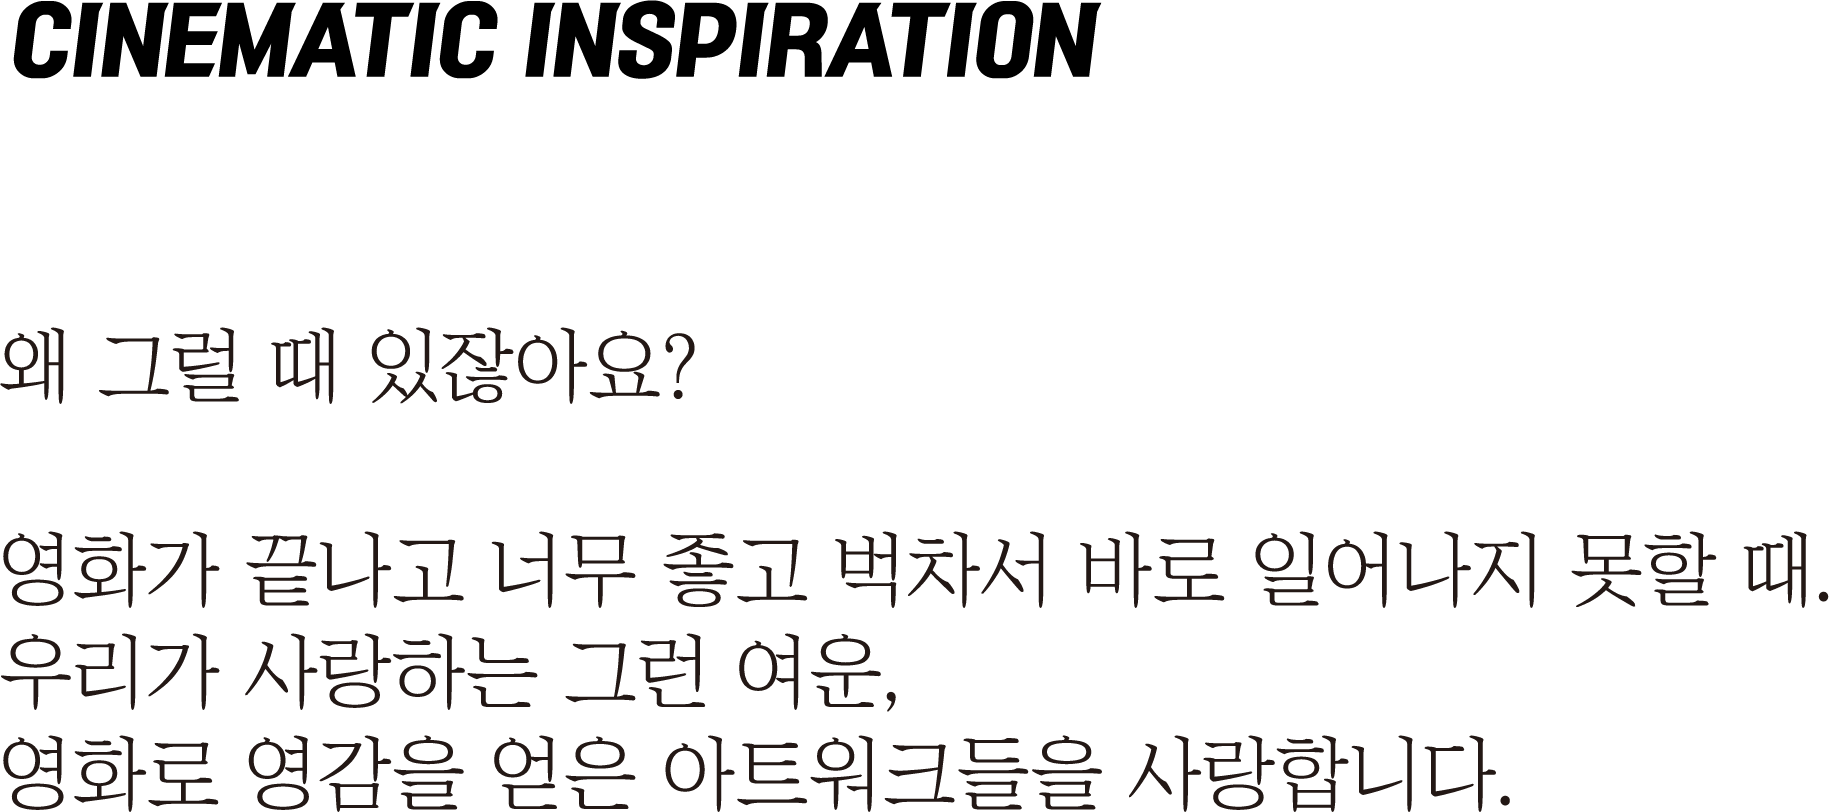 CINEMATIC INSPIRATION
왜 그럴 때 있잖아요?
영화가 끝나고 너무 좋고 벅차서 바로 일어나지 못할 때.
우리가 사랑하는 그런 여운,
영화로 영감을 얻은 아트워크들을 사랑합니다.